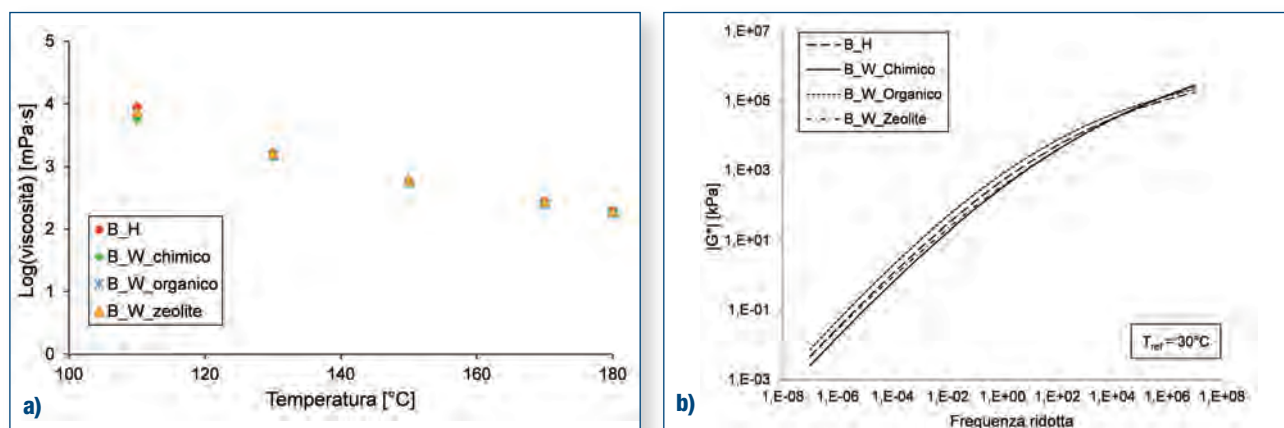 5
4
3
2
1
0
Log(viscosità) [mPa·s]
B_H
B_W_chimico
B_W_organico
B_W_zeolite
100 120 140 160 180
Temperatura [°C]
a)
1,E+07
1,E+05
1,E+03
1,E+01
1,E-01
1,E-03
|G*| [kPa]
B_H
B_W_Chimico
B_W_Organico
B_W_Zeolite
T ref = 30°C
1,E-08 1,E-06 1,E-04 1,E-02 1,E+00 1,E+02 1,E+04 1,E+06 1,E+08
Frequenza ridotta
b)